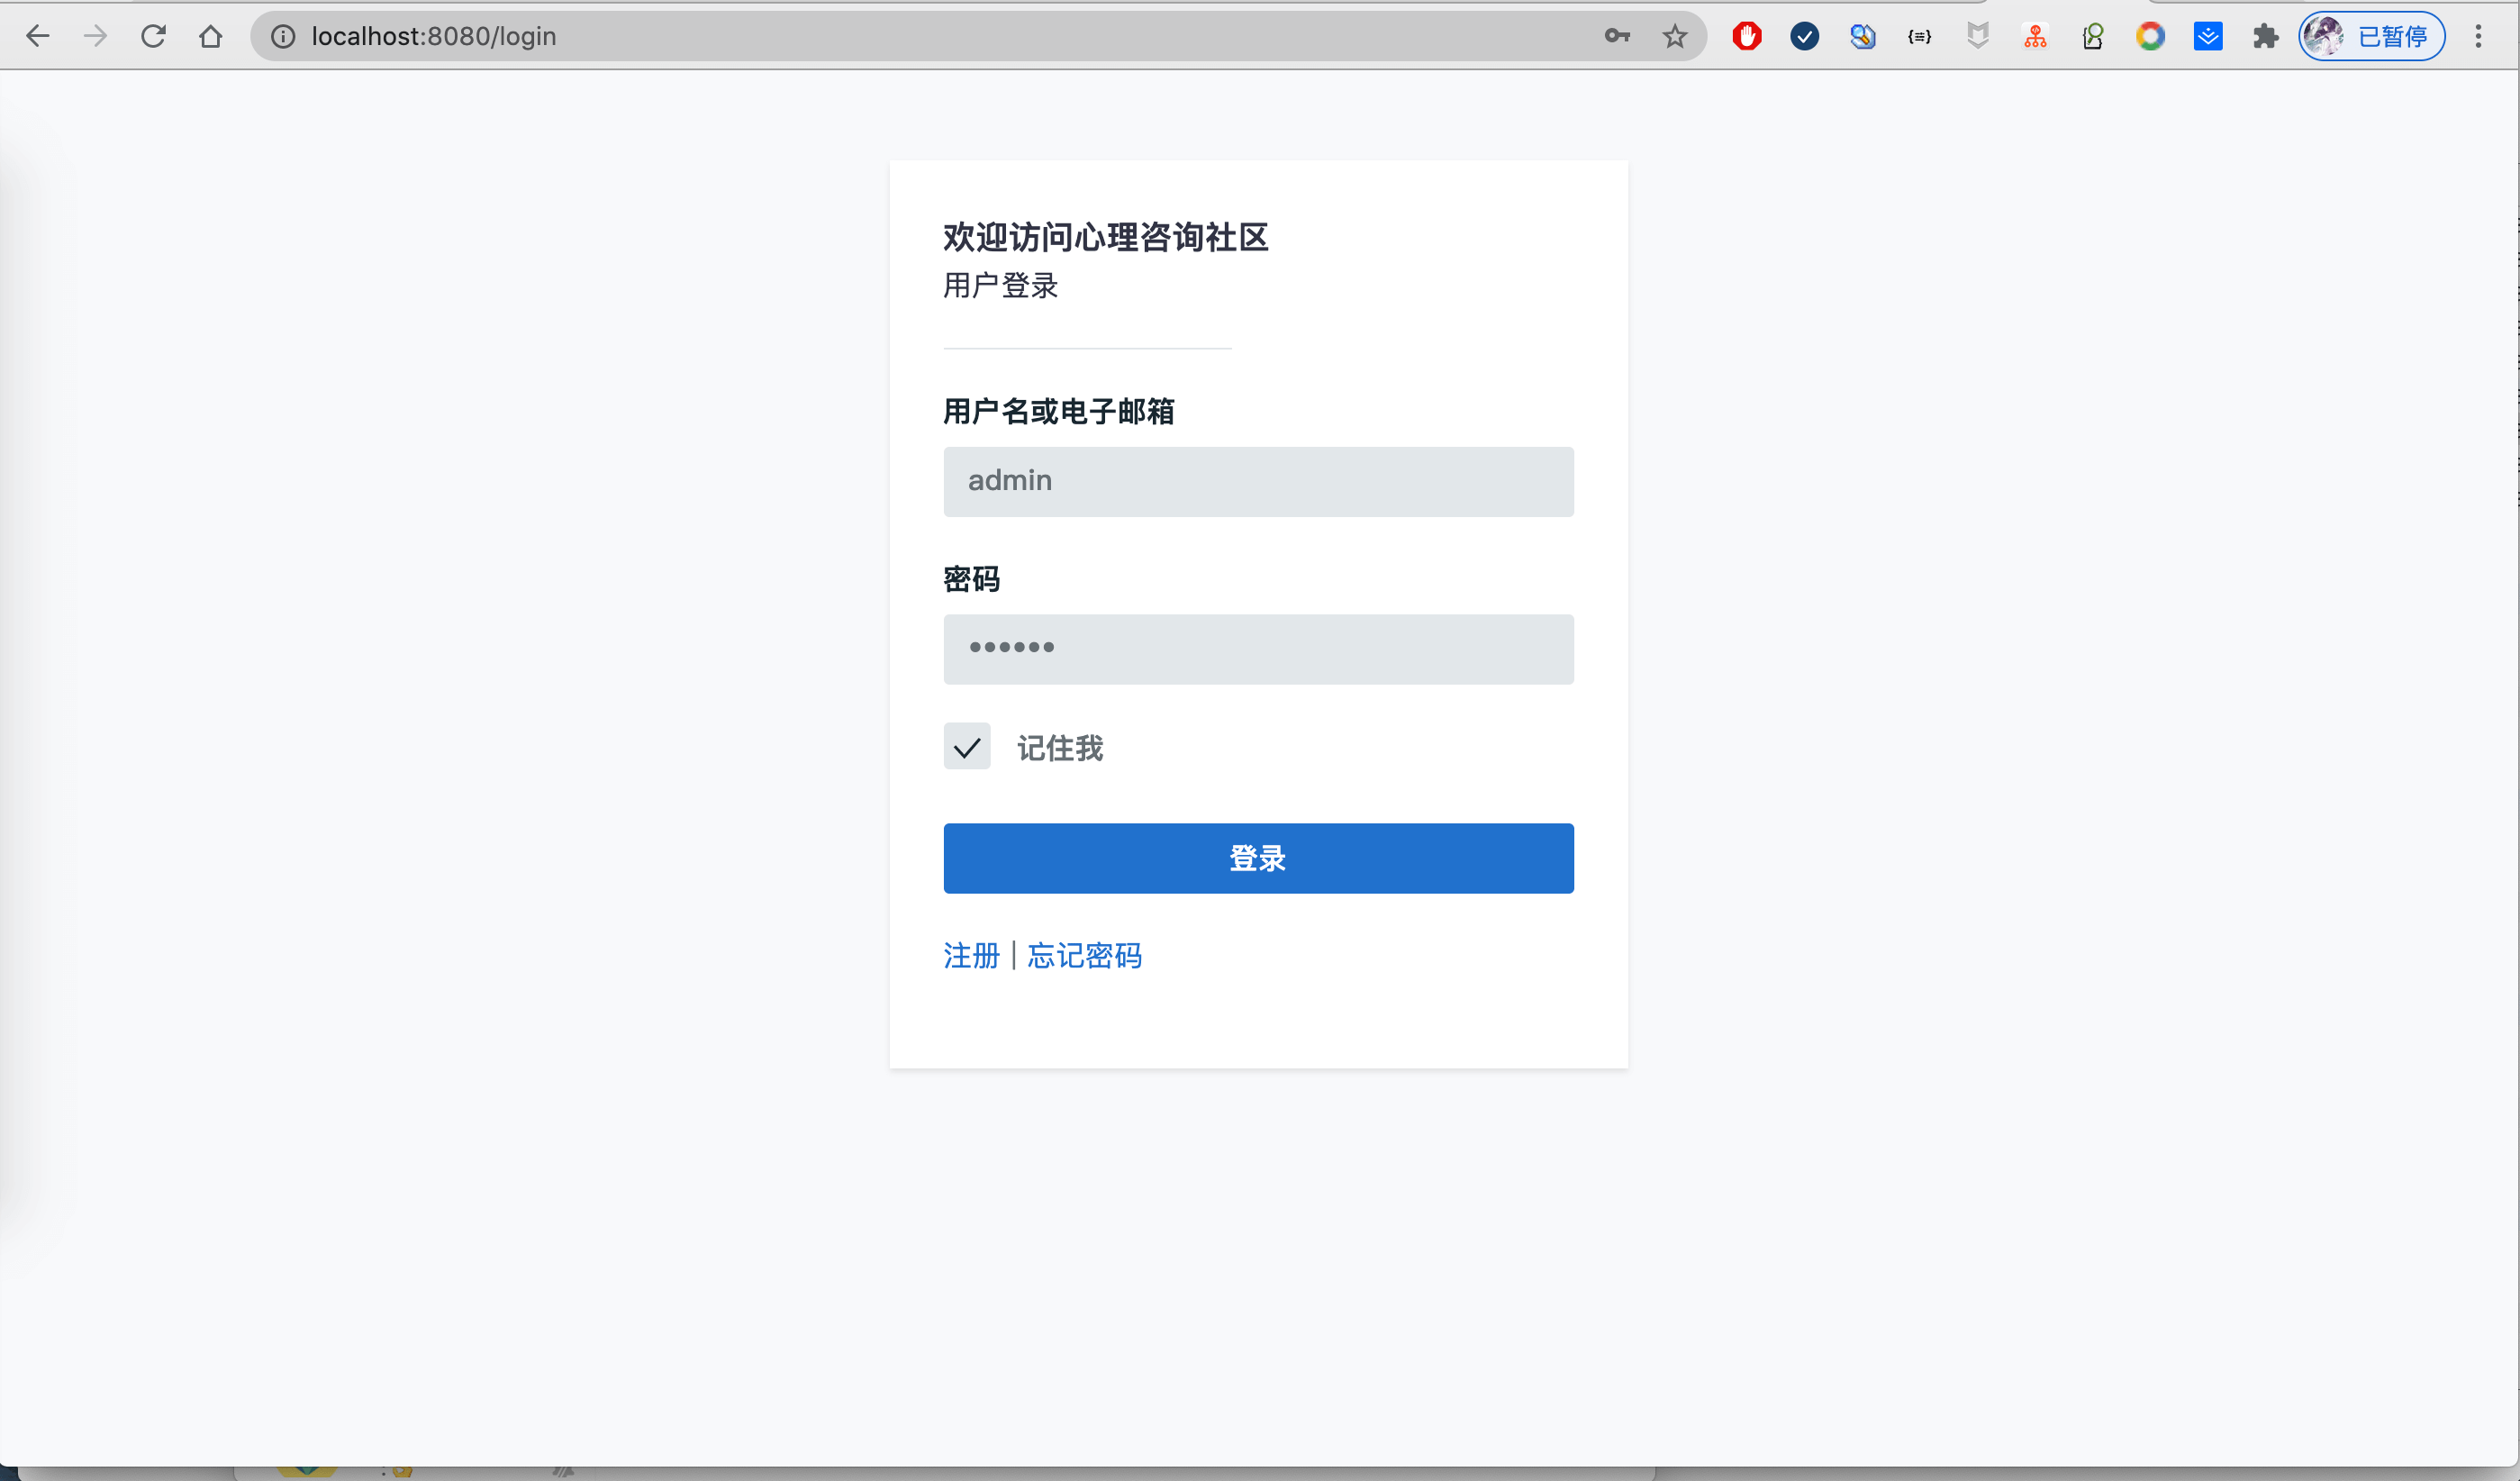 localhost:8080/login
已暂停
欢迎访问心理咨询社区
用户登录
用户名或电子邮箱
admin
密码
••••••
记住我
登录
注册 | 忘记密码